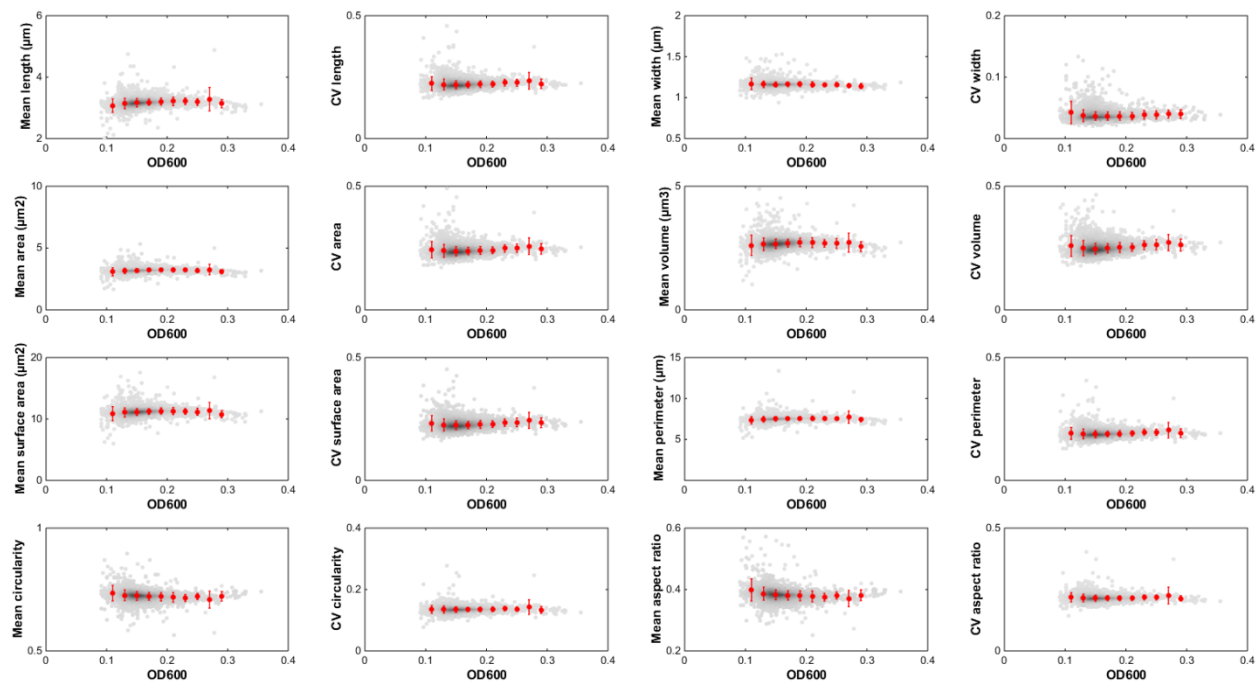 Mean length (µm)
6
4
2
0 0.1 0.2 0.3 0.4
OD600
CV length
0.5
0
0 0.1 0.2 0.3 0.4
OD600
Mean width (µm)
2
1.5
1
0.5
0 0.1 0.2 0.3 0.4
OD600
CV width
0.2
0.1
0
0 0.1 0.2 0.3 0.4
OD600
Mean area (µm2)
10
5
0
0 0.1 0.2 0.3 0.4
OD600
CV area
0.5
0
0 0.1 0.2 0.3 0.4
OD600
Mean volume (µm3)
5
0
0 0.1 0.2 0.3 0.4
OD600
CV volume
0.5
0
0 0.1 0.2 0.3 0.4
OD600
Mean surface area (µm2)
20
10
0
0 0.1 0.2 0.3 0.4
OD600
CV surface area
0.5
0
0 0.1 0.2 0.3 0.4
OD600
Mean perimeter (µm)
15
10
5
0 0.1 0.2 0.3 0.4
OD600
CV perimeter
0.5
0
0 0.1 0.2 0.3 0.4
OD600
Mean circularity
1
0.5
0 0.1 0.2 0.3 0.4
OD600
CV circularity
0.4
0.2
0
0 0.1 0.2 0.3 0.4
OD600
Mean aspect ratio
0.6
0.4
0.2
0 0.1 0.2 0.3 0.4
OD600
CV aspect ratio
0.5
0
0 0.1 0.2 0.3 0.4
OD600